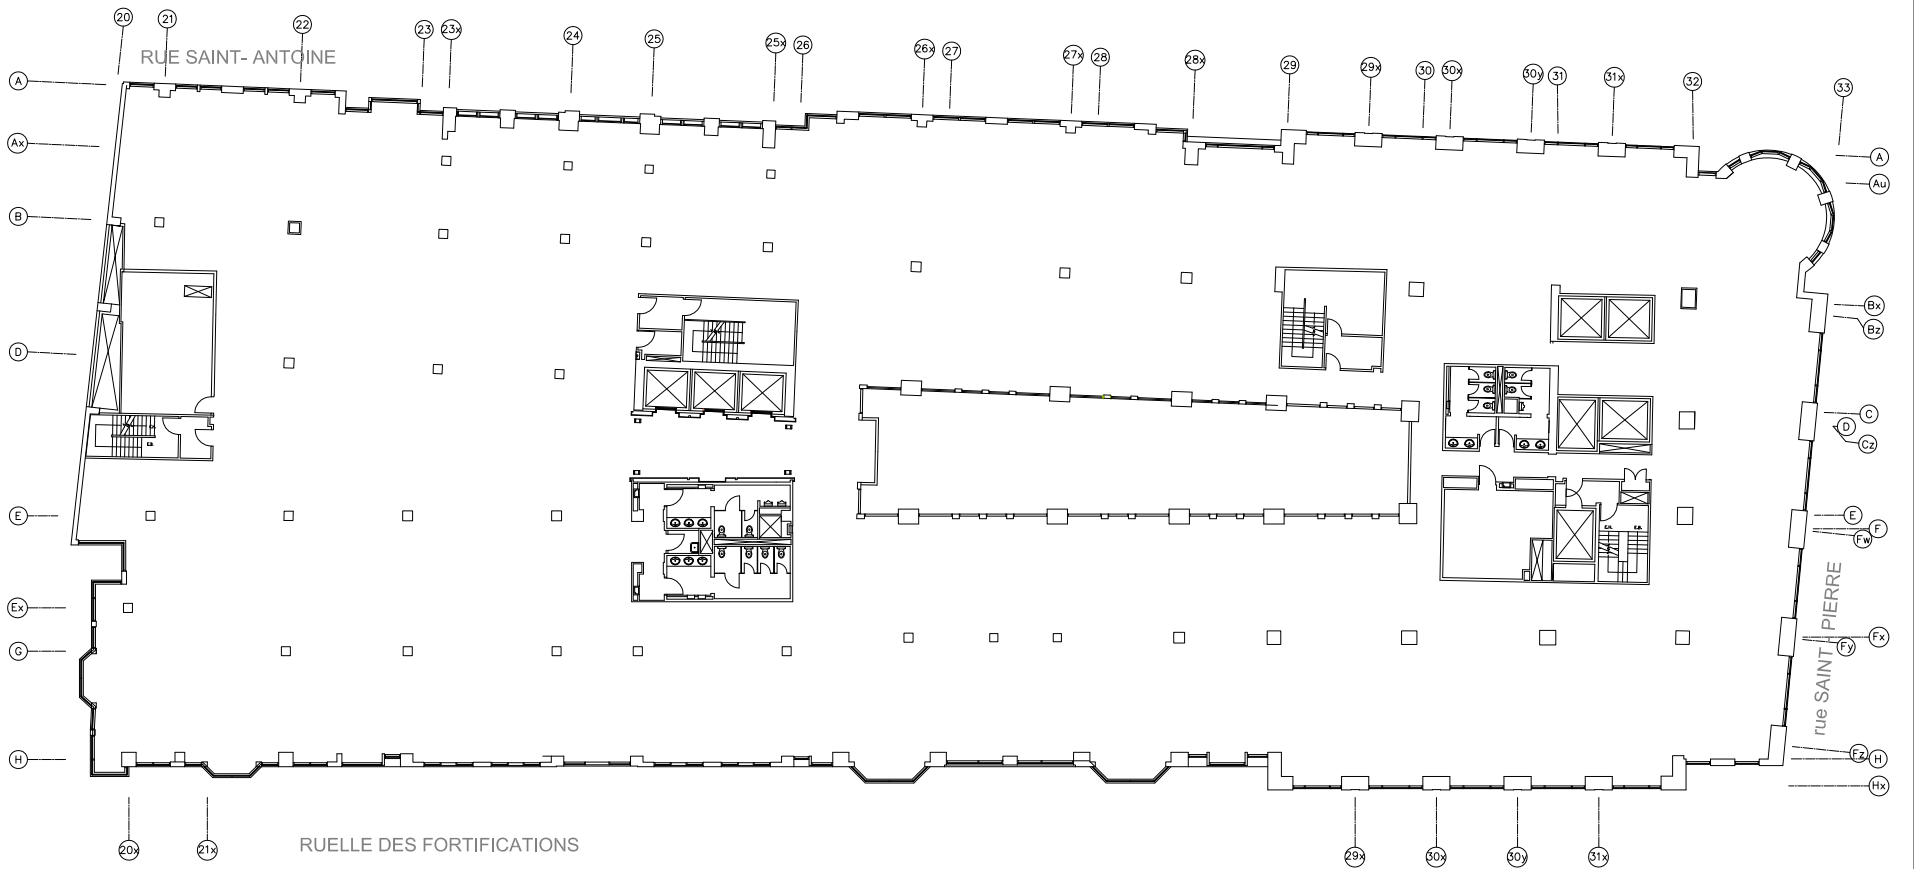 20
21
22
23
23x
24
25
25x
26
26x
27
27x
28
28x
29
29x
30
30x
30y
31
31x
32
33
RUE SAINT- ANTOINE
A
Ax
B
D
E
Ex
G
H
A
Au
Bx
Bz
C
D
Cz
E
F
Fw
Fx
Fy
Fz
H
Hx
rue SAINT - PIERRE
20x
21x
29x
30x
30y
31x
RUELLE DES FORTIFICATIONS